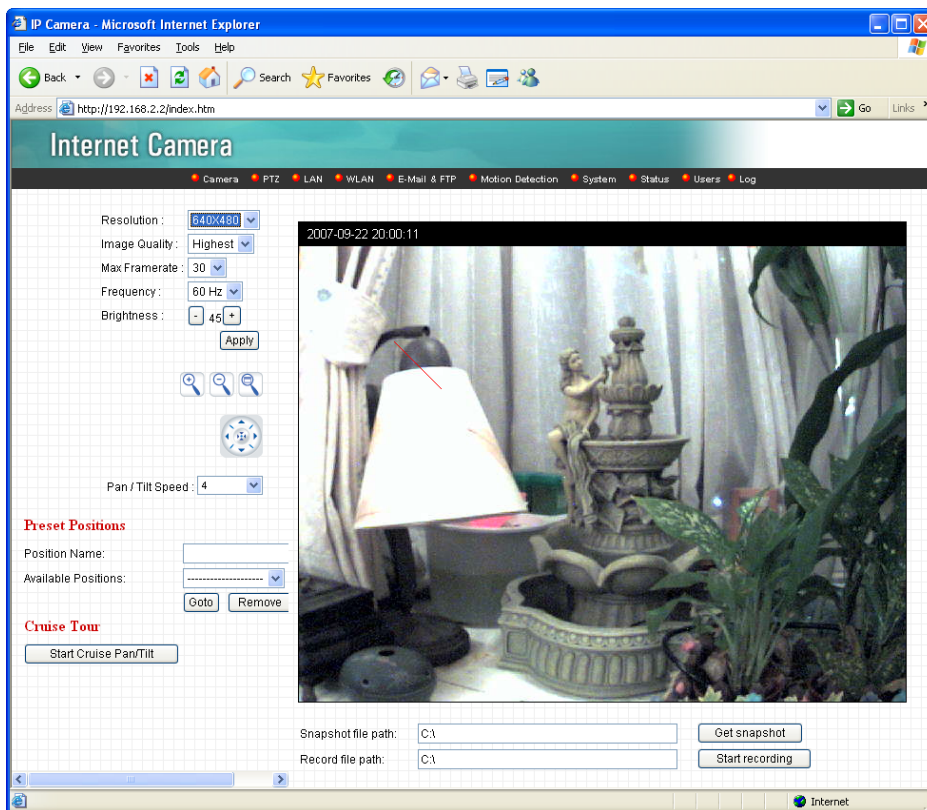 IP Camera - Microsoft Internet Explorer
File Edit View Favorites Tools Help
Back Search Favorites
Address http://192.168.2.2/index.htm Go Links
Internet Camera
Camera PTZ LAN WLAN E-Mail & FTP Motion Detection System Status Users Log
Resolution : 640X480
Image Quality : Highest
Max Framerate : 30
Frequency : 60 Hz
Brightness : - 45 +
Apply
Pan / Tilt Speed : 4
Preset Positions
Position Name:
Available Positions: -------------------
Goto Remove
Cruise Tour
Start Cruise Pan/Tilt
2007-09-22 20:00:11
Snapshot file path: C:\ Get snapshot
Record file path: C:\ Start recording
Internet